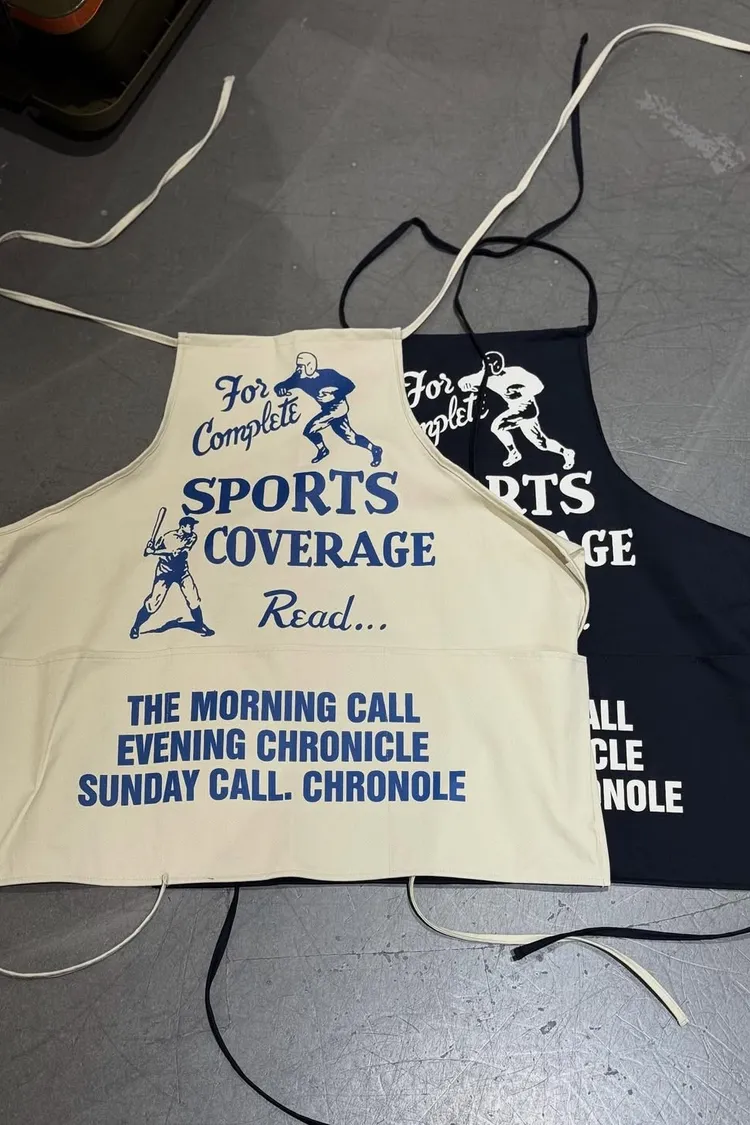 For
Complete
SPORTS
COVERAGE
Read...
THE MORNING CALL
EVENING CHRONICLE
SUNDAY CALL. CHRONOLE
For
mplete
RTS
AGE
.
ALL
CLE
ONOLE